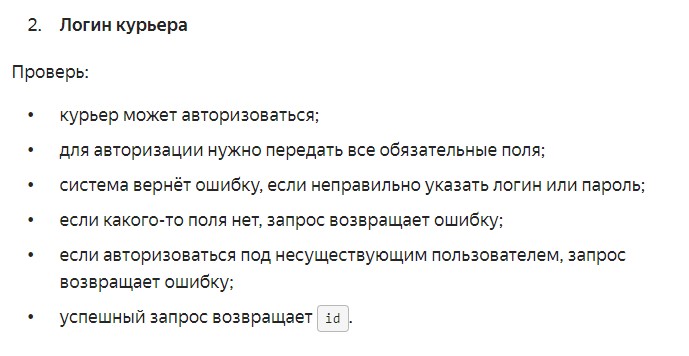 2. Логин курьера
Проверь:
• курьер может авторизоваться;
• для авторизации нужно передать все обязательные поля;
• система вернёт ошибку, если неправильно указать логин или пароль;
• если какого-то поля нет, запрос возвращает ошибку;
• если авторизоваться под несуществующим пользователем, запрос
возвращает ошибку;
• успешный запрос возвращает id.